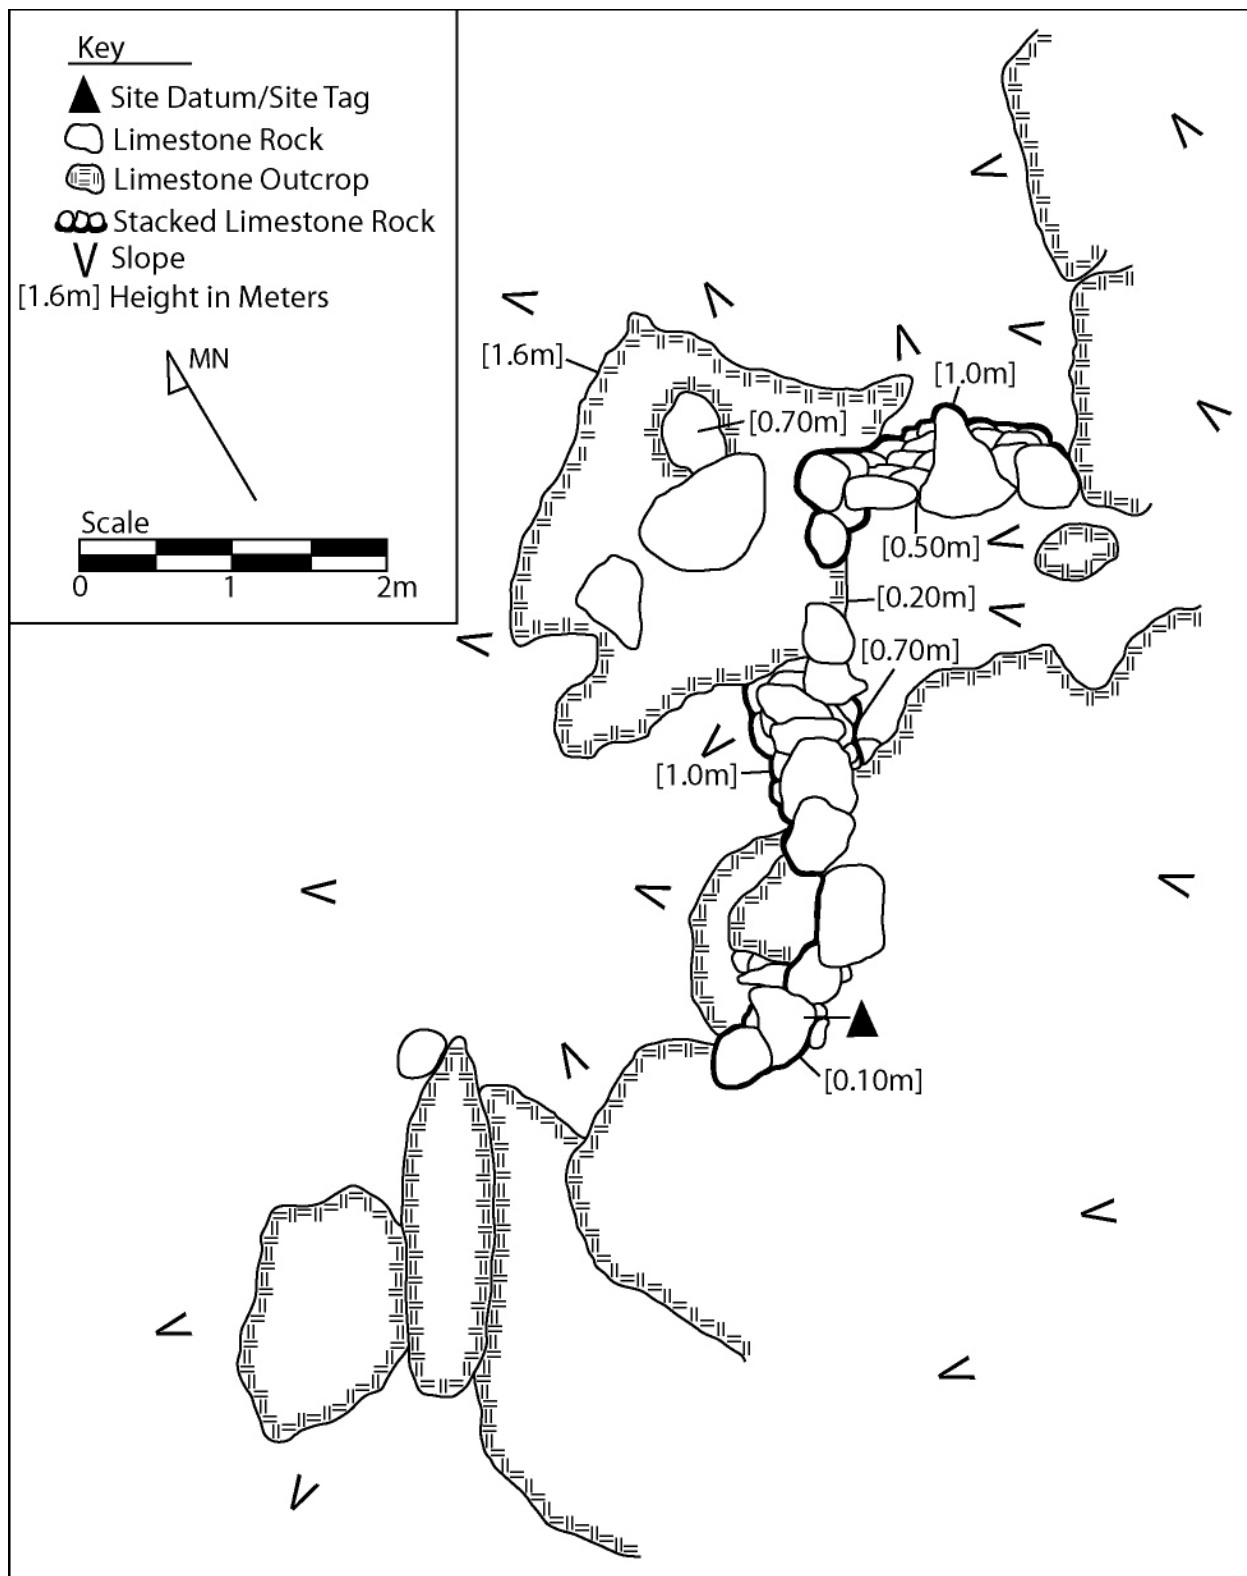 Key
Site Datum/Site Tag
Limestone Rock
Limestone Outcrop
Stacked Limestone Rock
Slope
[1.6m] Height in Meters
MN
Scale
0 1 2m
[1.6m]
[1.0m]
[0.70m]
[0.50m]
[0.20m]
[0.70m]
[1.0m]
[0.10m]